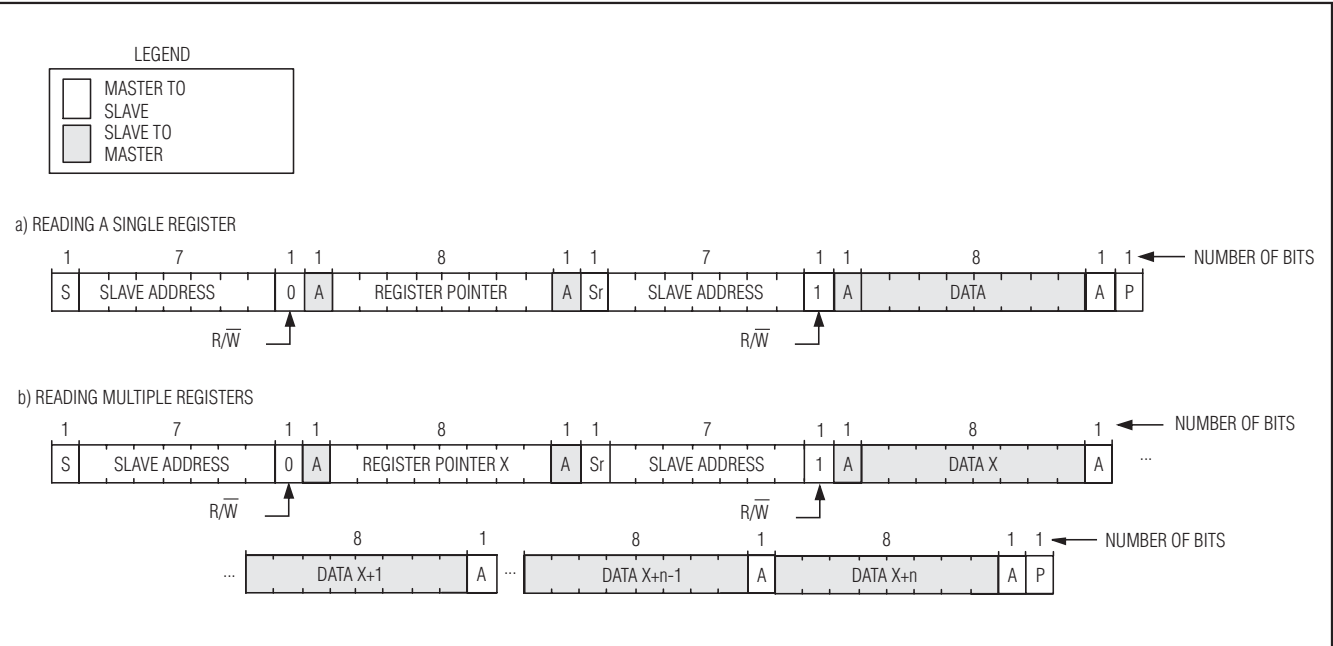 LEGEND
MASTER TO
SLAVE
SLAVE TO
MASTER
a) READING A SINGLE REGISTER
1 7 1 1 8 1 1 7 1 1 8 1 1 NUMBER OF BITS
S SLAVE ADDRESS 0 A REGISTER POINTER A Sr SLAVE ADDRESS 1 A DATA A P
R/W̅ R/W̅
b) READING MULTIPLE REGISTERS
1 7 1 1 8 1 1 7 1 1 8 1 NUMBER OF BITS
S SLAVE ADDRESS 0 A REGISTER POINTER X A Sr SLAVE ADDRESS 1 A DATA X A ...
R/W̅ R/W̅
8 1 8 1 8 1 1 NUMBER OF BITS
... DATA X+1 A ... DATA X+n-1 A DATA X+n A P